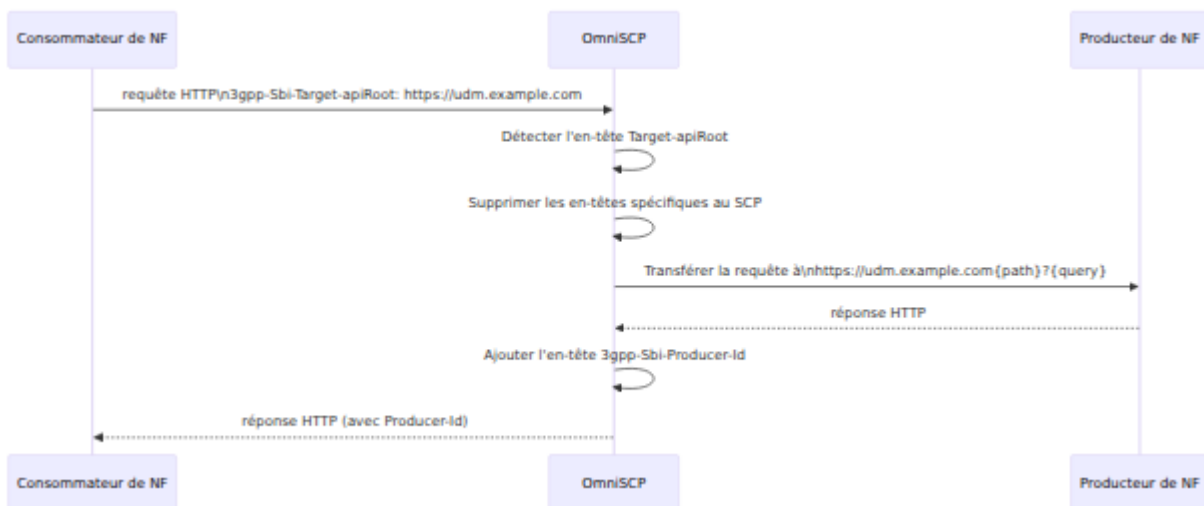 Consommateur de NF
OmniSCP
Producteur de NF
requête HTTP\n3gpp-Sbi-Target-apiRoot: https://udm.example.com
Détecter l'en-tête Target-apiRoot
Supprimer les en-têtes spécifiques au SCP
Transférer la requête à\nhttps://udm.example.com{path}?{query}
réponse HTTP
Ajouter l'en-tête 3gpp-Sbi-Producer-Id
réponse HTTP (avec Producer-Id)
Consommateur de NF
OmniSCP
Producteur de NF